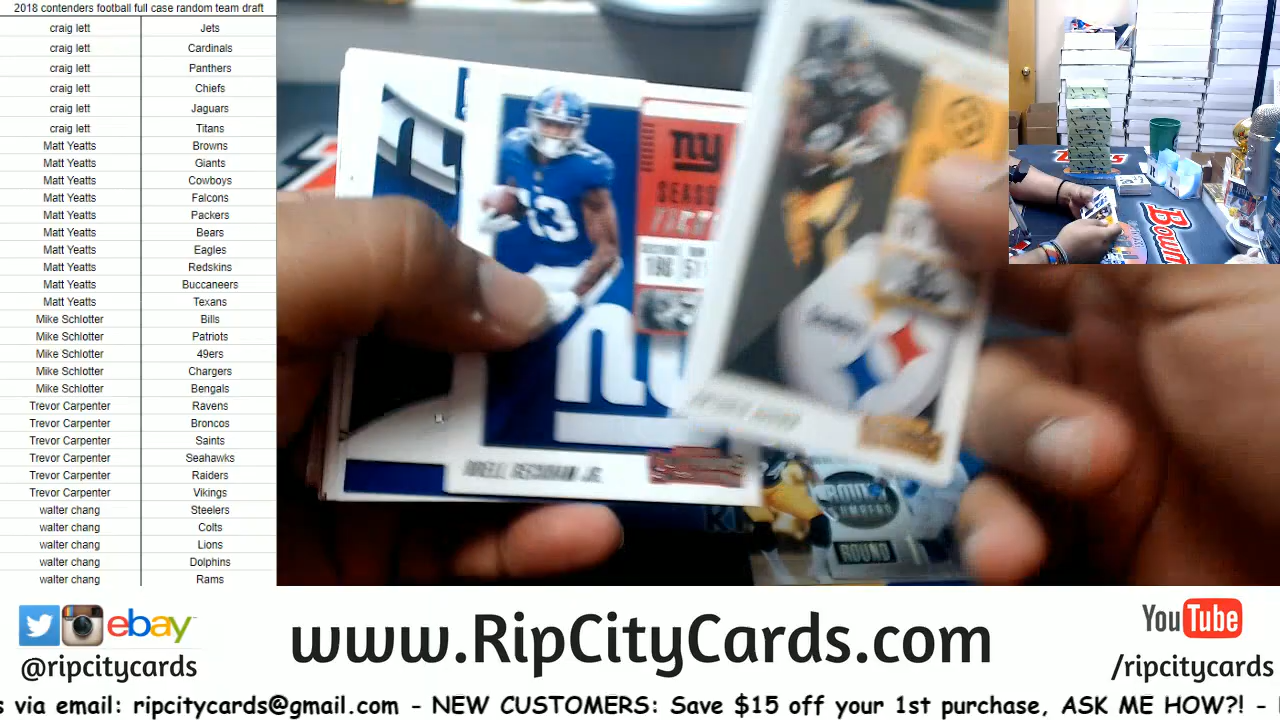 2018 contenders football full case random team draft
craig lett Jets
craig lett Cardinals
craig lett Panthers
craig lett Chiefs
craig lett Jaguars
craig lett Titans
Matt Yeatts Browns
Matt Yeatts Giants
Matt Yeatts Cowboys
Matt Yeatts Falcons
Matt Yeatts Packers
Matt Yeatts Bears
Matt Yeatts Eagles
Matt Yeatts Redskins
Matt Yeatts Buccaneers
Matt Yeatts Texans
Mike Schlotter Bills
Mike Schlotter Patriots
Mike Schlotter 49ers
Mike Schlotter Chargers
Mike Schlotter Bengals
Trevor Carpenter Ravens
Trevor Carpenter Broncos
Trevor Carpenter Saints
Trevor Carpenter Seahawks
Trevor Carpenter Raiders
Trevor Carpenter Vikings
walter chang Steelers
walter chang Colts
walter chang Lions
walter chang Dolphins
walter chang Rams
ny
13
ODELL BECKHAM JR.
ROUND
ebay
@ripcitycards
www.RipCityCards.com
YouTube
/ripcitycards
s via email: ripcitycards@gmail.com - NEW CUSTOMERS: Save $15 off your 1st purchase, ASK ME HOW?! -